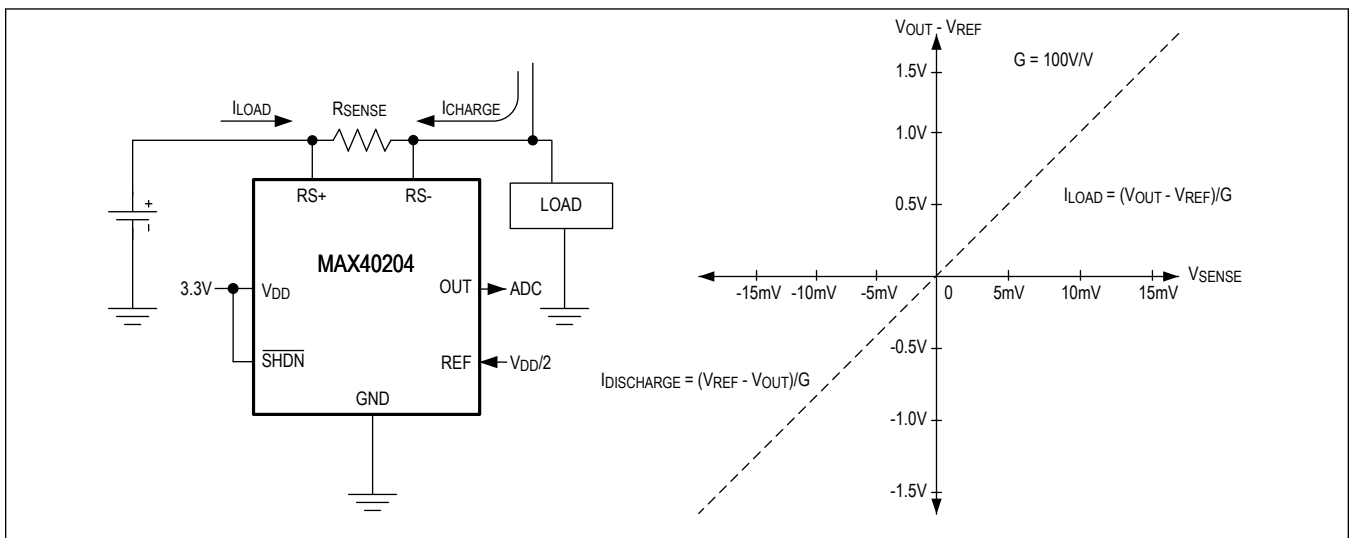 ILOAD
RSENSE
ICHARGE
RS+
RS-
LOAD
+
-
MAX40204
3.3V
VDD
OUT
ADC
SHDN
REF
VDD/2
GND
VOUT - VREF
G = 100V/V
1.5V
1.0V
0.5V
ILOAD = (VOUT - VREF)/G
VSENSE
-15mV -10mV -5mV 0 5mV 10mV 15mV
-0.5V
IDISCHARGE = (VREF - VOUT)/G
-1.0V
-1.5V